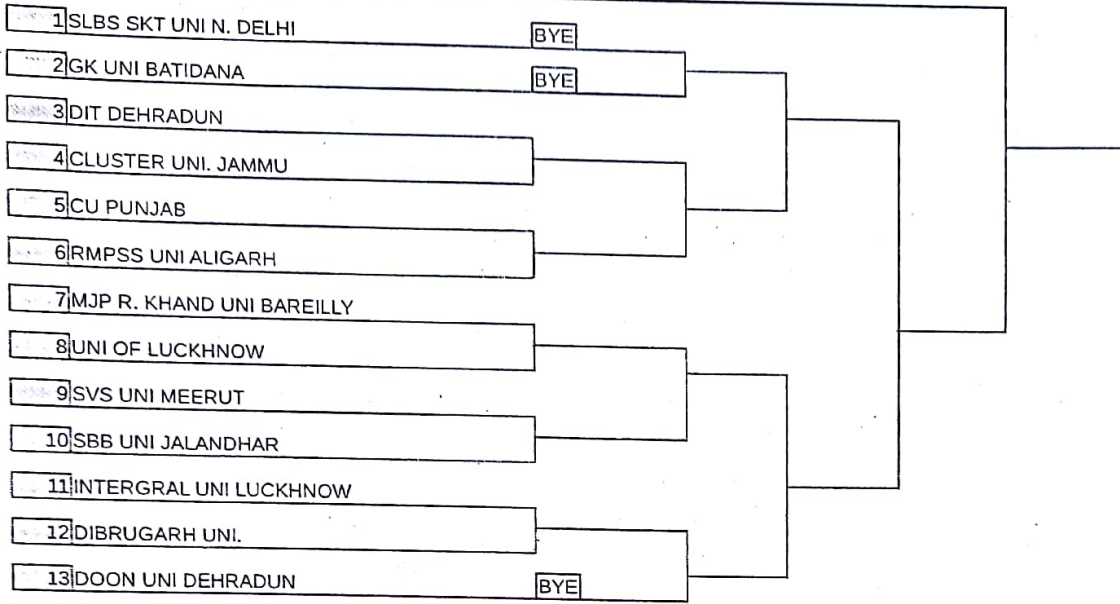 1 SLBS SKT UNI N. DELHI BYE
2 GK UNI BATIDANA BYE
3 DIT DEHRADUN
4 CLUSTER UNI. JAMMU
5 CU PUNJAB
6 RMPSS UNI ALIGARH
7 MJP R. KHAND UNI BAREILLY
8 UNI OF LUCKHNOW
9 SVS UNI MEERUT
10 SBB UNI JALANDHAR
11 INTERGRAL UNI LUCKHNOW
12 DIBRUGARH UNI.
13 DOON UNI DEHRADUN BYE